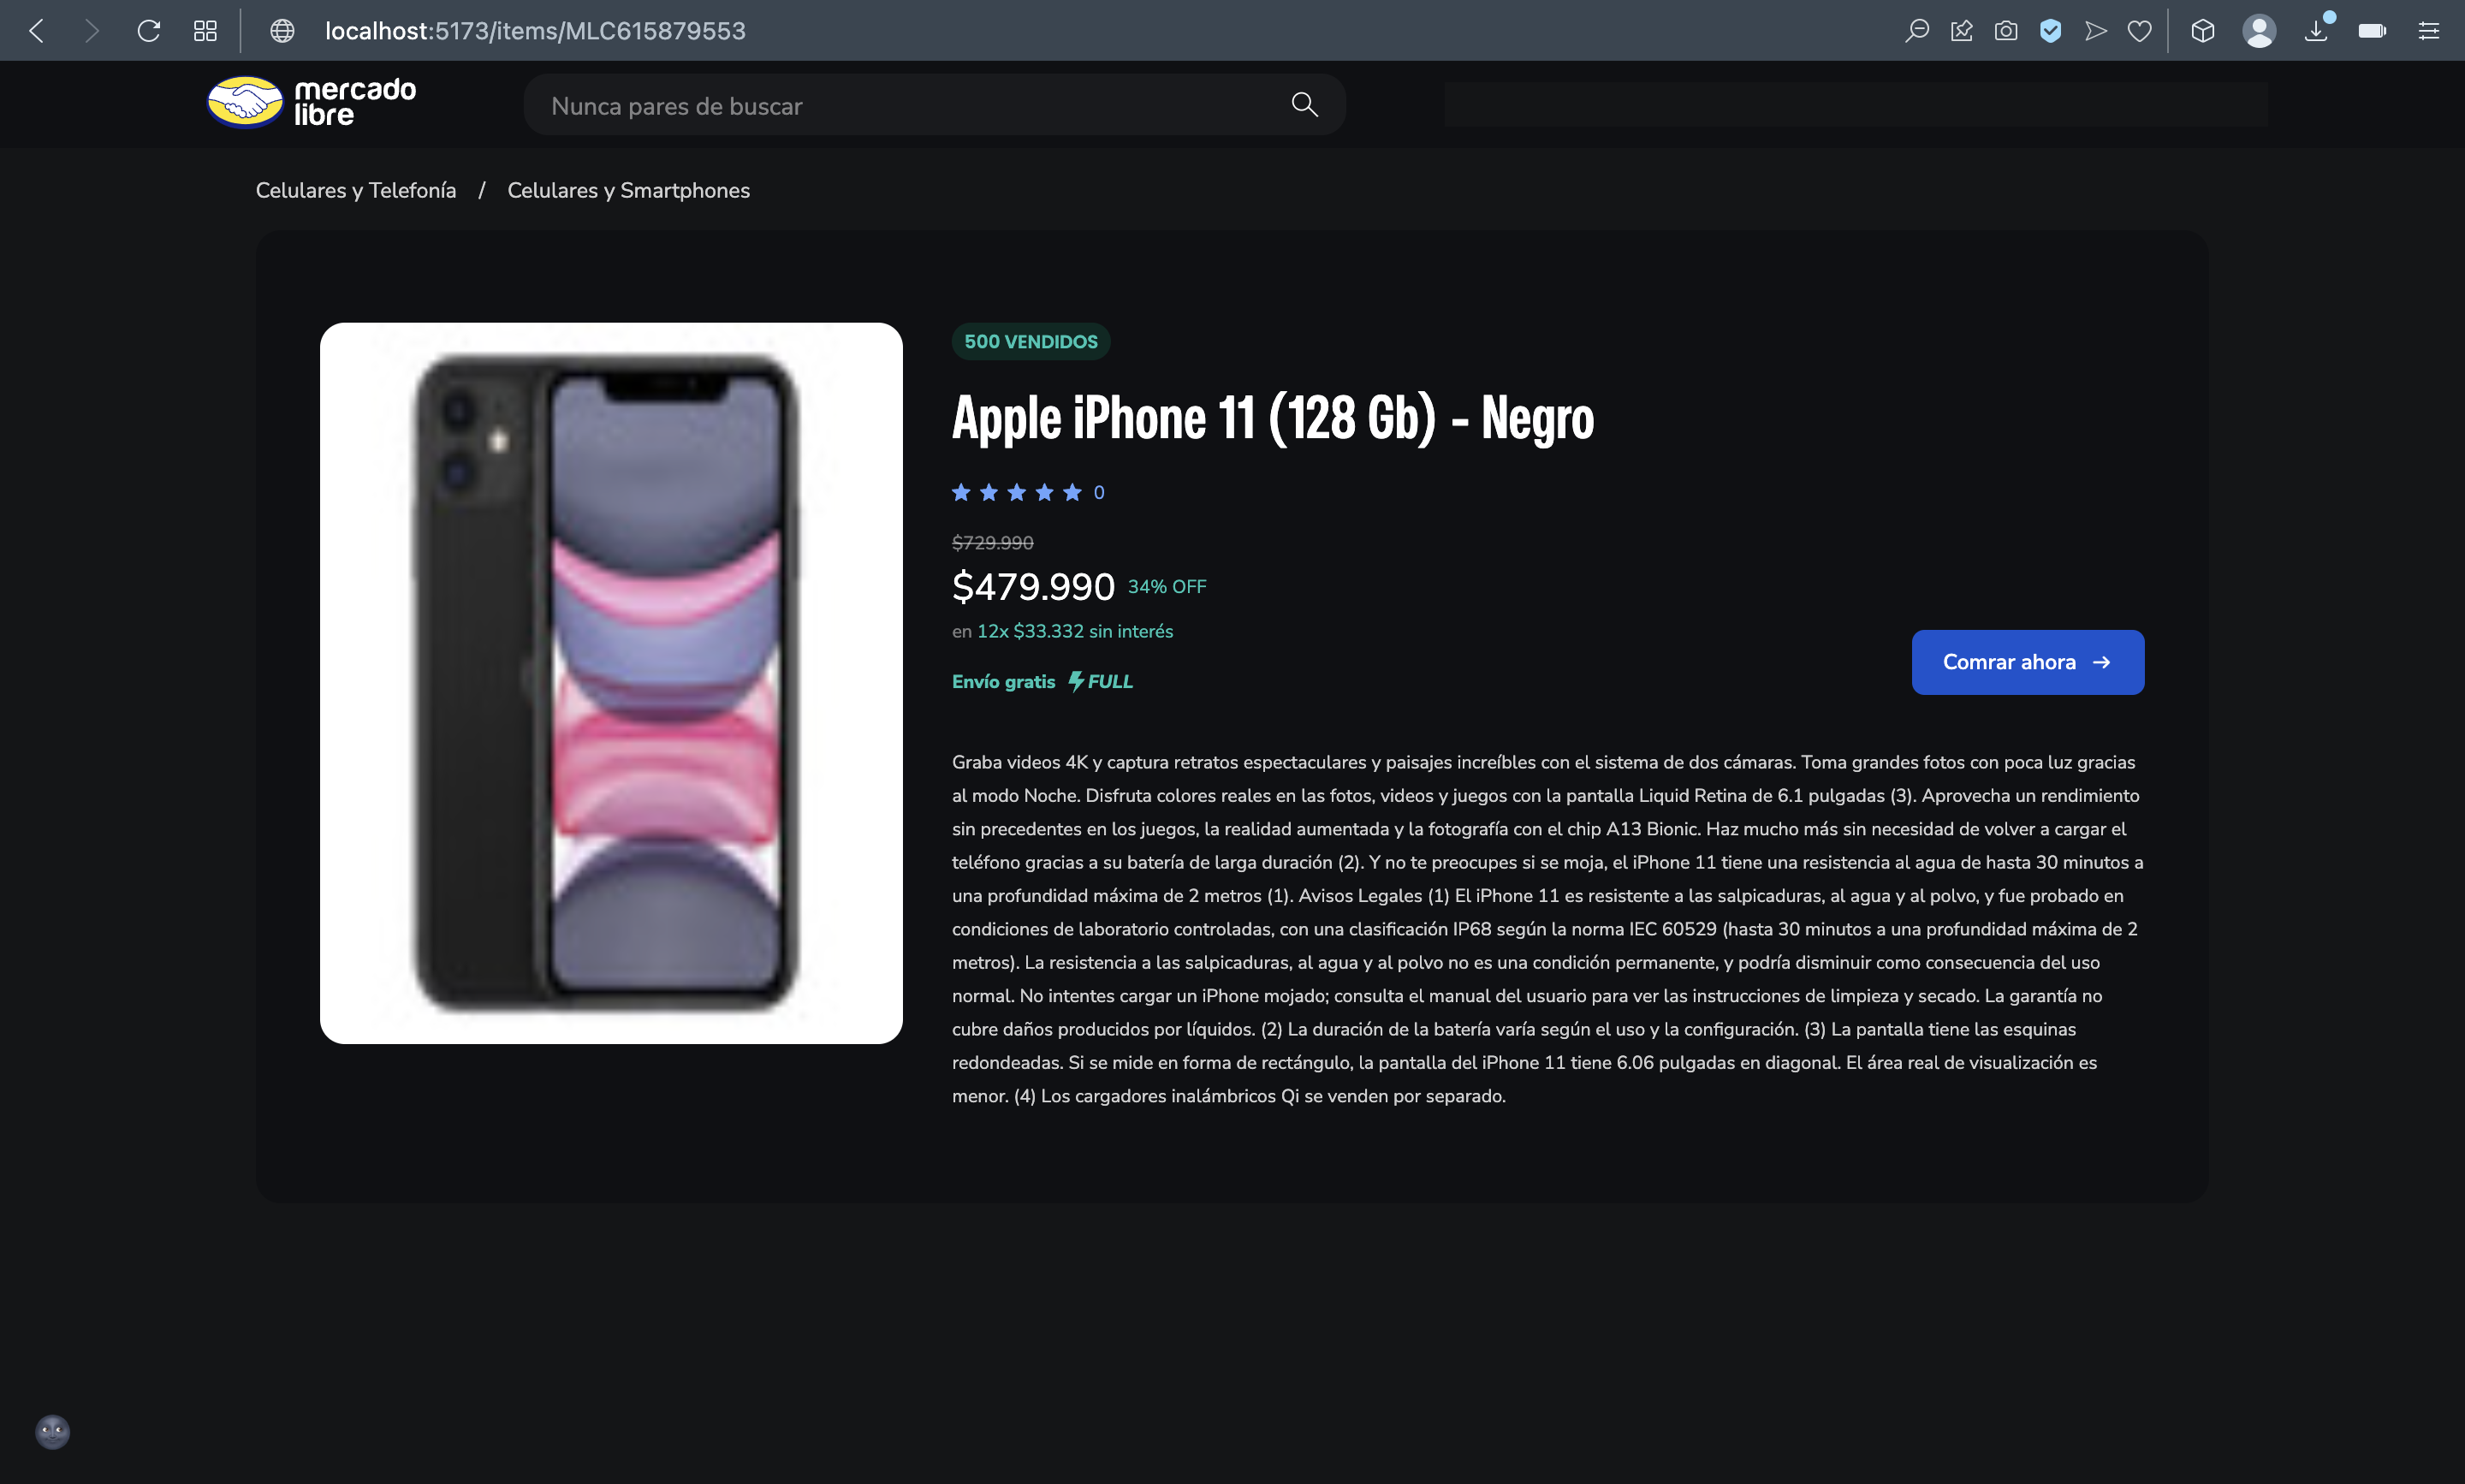 localhost:5173/items/MLC615879553
mercado
libre
Nunca pares de buscar
Celulares y Telefonía / Celulares y Smartphones
500 VENDIDOS
Apple iPhone 11 (128 Gb) - Negro
0
$729.990
$479.990 34% OFF
en 12x $33.332 sin interés
Envío gratis FULL
Comrar ahora →
Graba videos 4K y captura retratos espectaculares y paisajes increíbles con el sistema de dos cámaras. Toma grandes fotos con poca luz gracias
al modo Noche. Disfruta colores reales en las fotos, videos y juegos con la pantalla Liquid Retina de 6.1 pulgadas (3). Aprovecha un rendimiento
sin precedentes en los juegos, la realidad aumentada y la fotografía con el chip A13 Bionic. Haz mucho más sin necesidad de volver a cargar el
teléfono gracias a su batería de larga duración (2). Y no te preocupes si se moja, el iPhone 11 tiene una resistencia al agua de hasta 30 minutos a
una profundidad máxima de 2 metros (1). Avisos Legales (1) El iPhone 11 es resistente a las salpicaduras, al agua y al polvo, y fue probado en
condiciones de laboratorio controladas, con una clasificación IP68 según la norma IEC 60529 (hasta 30 minutos a una profundidad máxima de 2
metros). La resistencia a las salpicaduras, al agua y al polvo no es una condición permanente, y podría disminuir como consecuencia del uso
normal. No intentes cargar un iPhone mojado; consulta el manual del usuario para ver las instrucciones de limpieza y secado. La garantía no
cubre daños producidos por líquidos. (2) La duración de la batería varía según el uso y la configuración. (3) La pantalla tiene las esquinas
redondeadas. Si se mide en forma de rectángulo, la pantalla del iPhone 11 tiene 6.06 pulgadas en diagonal. El área real de visualización es
menor. (4) Los cargadores inalámbricos Qi se venden por separado.